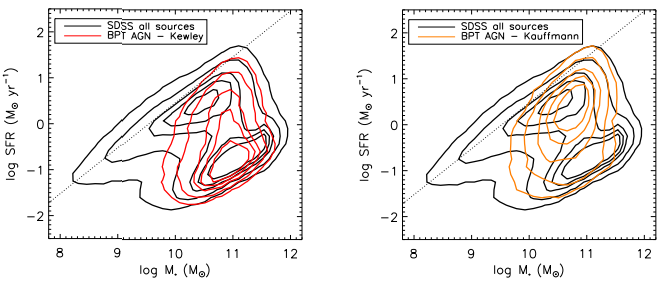 SDSS all sources
BPT AGN – Kewley
2
1
0
−1
−2
log SFR (M⊙ yr⁻¹)
8
9
10
11
12
log M⋆ (M⊙)
SDSS all sources
BPT AGN – Kauffmann
2
1
0
−1
−2
log SFR (M⊙ yr⁻¹)
8
9
10
11
12
log M⋆ (M⊙)